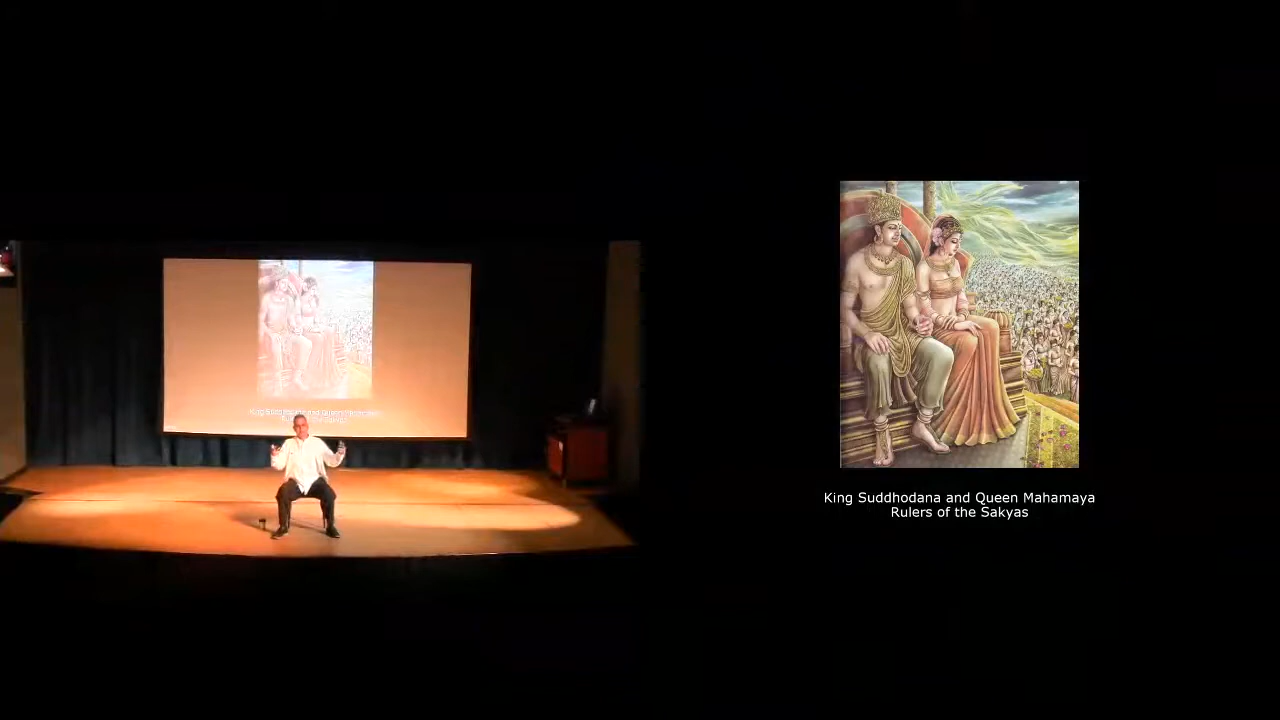 King Suddhodana and Queen Mahamaya
Rulers of the Sakyas